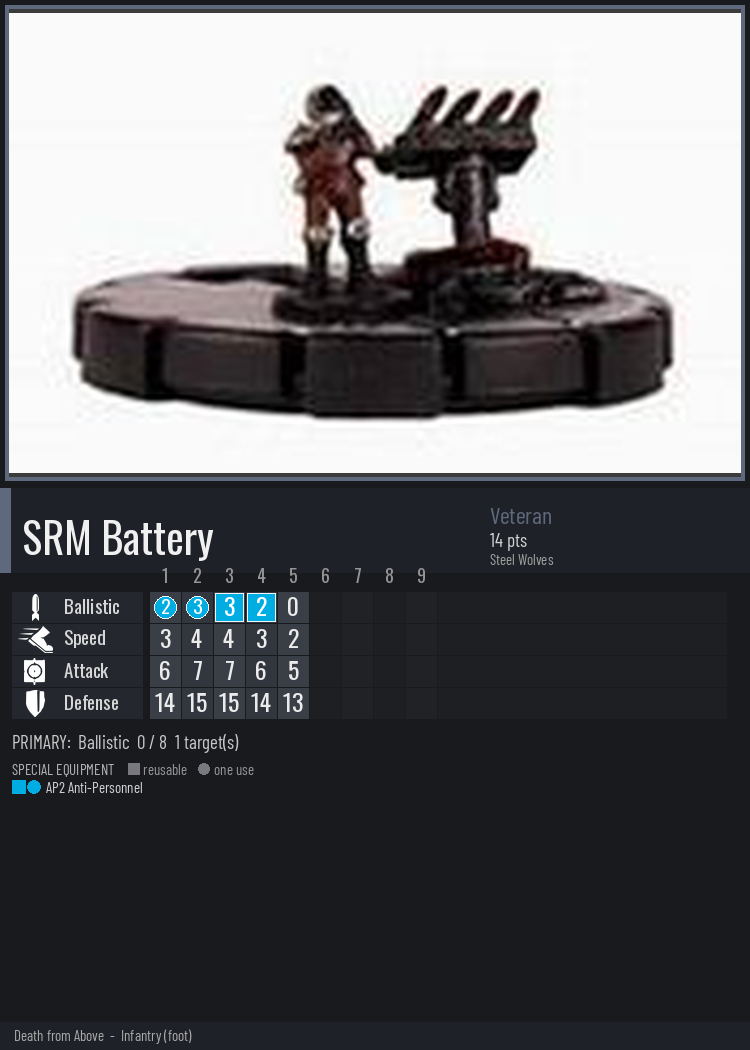 SRM Battery
Veteran
14 pts
Steel Wolves
1 2 3 4 5 6 7 8 9
Ballistic 2 3 3 2 0
Speed 3 4 4 3 2
Attack 6 7 7 6 5
Defense 14 15 15 14 13
PRIMARY: Ballistic 0 / 8 1 target(s)
SPECIAL EQUIPMENT reusable one use
AP2 Anti-Personnel
Death from Above - Infantry (foot)